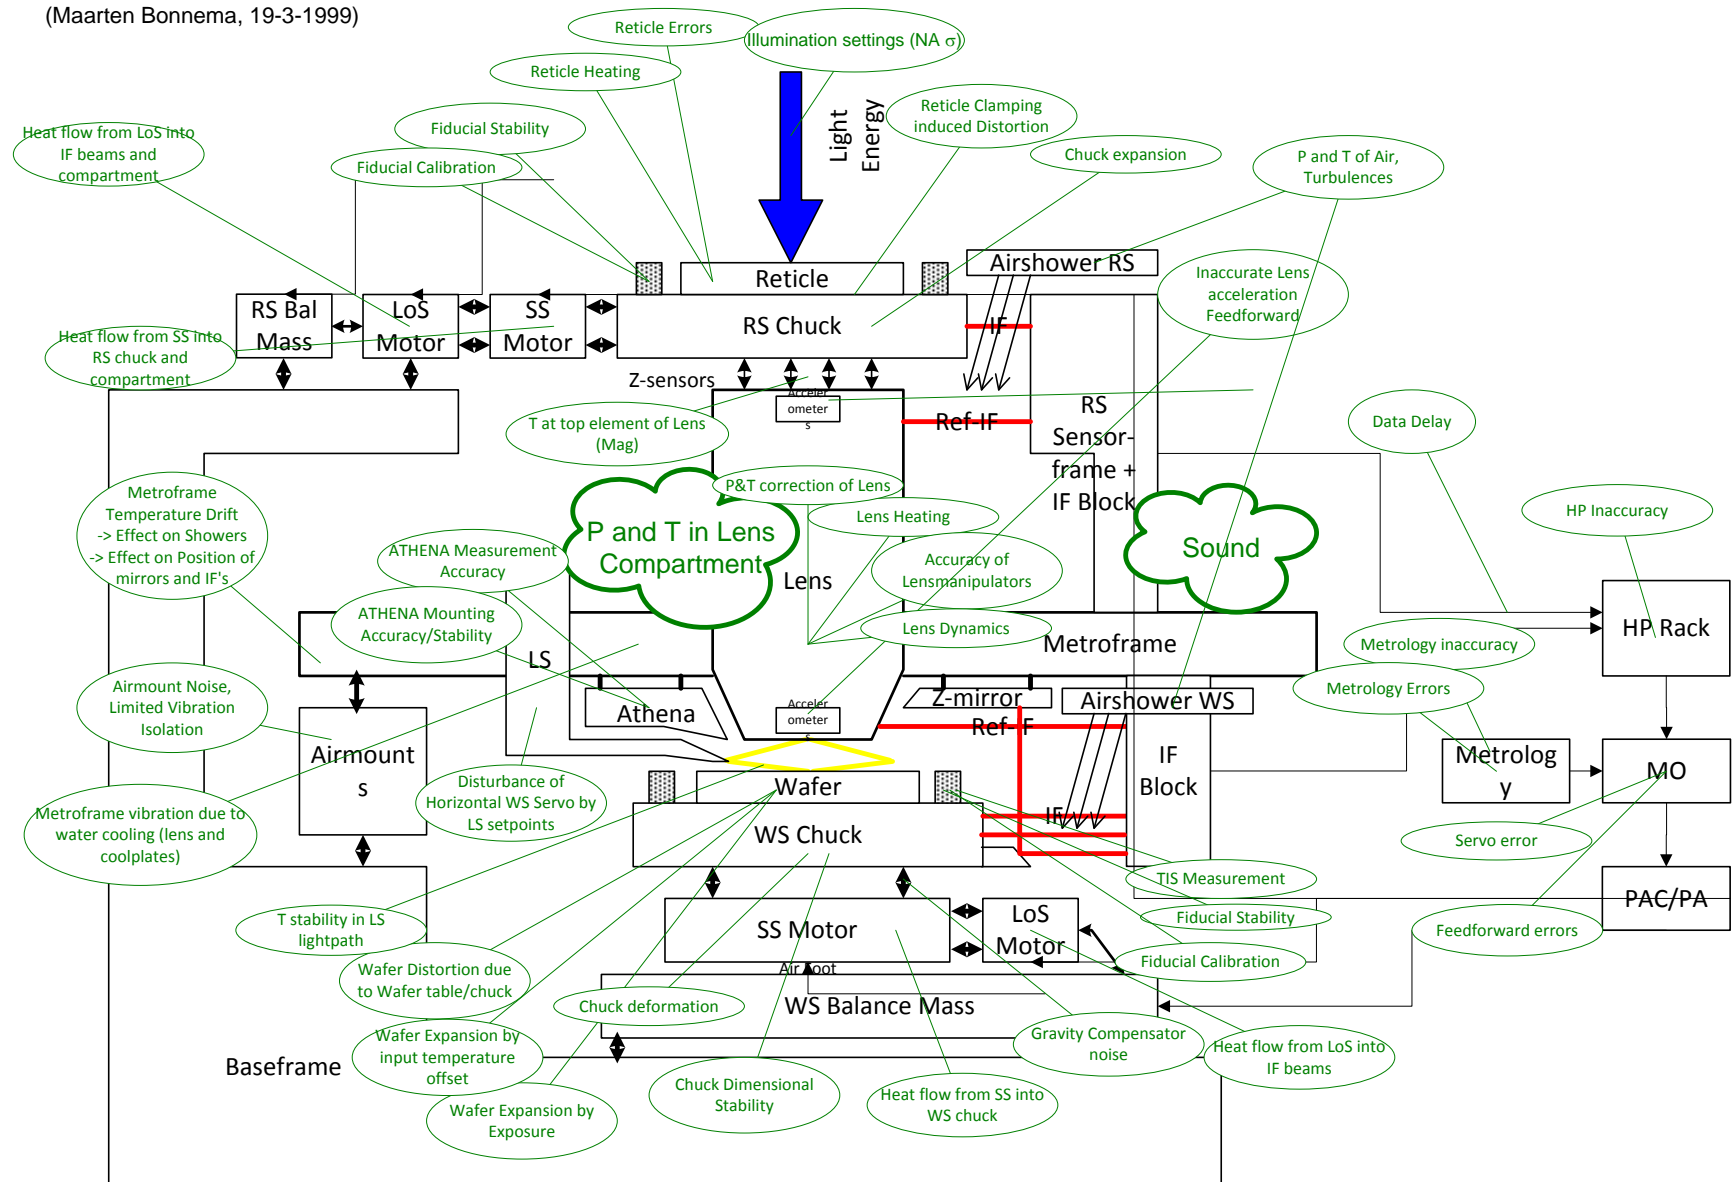 (Maarten Bonnema, 19-3-1999)
Reticle Errors
Illumination settings (NA σ)
Reticle Heating
Light
Energy
Reticle Clamping
induced Distortion
Heat flow from LoS into
IF beams and
compartment
Fiducial Stability
Fiducial Calibration
Chuck expansion
P and T of Air,
Turbulences
Airshower RS
Reticle
Inaccurate Lens
acceleration
Feedforward
RS Bal
Mass
LoS
Motor
SS
Motor
RS Chuck
IF
Heat flow from SS into
RS chuck and
compartment
Z-sensors
Acceler
ometer
s
T at top element of Lens
(Mag)
Ref-IF
RS
Sensor-
frame +
IF Block
Data Delay
Metroframe
Temperature Drift
-> Effect on Showers
-> Effect on Position of
mirrors and IF's
P&T correction of Lens
Lens Heating
HP Inaccuracy
P and T in Lens
Compartment
Sound
ATHENA Measurement
Accuracy
Accuracy of
Lensmanipulators
Lens
ATHENA Mounting
Accuracy/Stability
Lens Dynamics
Metroframe
HP Rack
Metrology inaccuracy
LS
Metrology Errors
Airmount Noise,
Limited Vibration
Isolation
Athena
Acceler
ometer
s
Z-mirror
Airshower WS
Ref-IF
Airmount
s
IF
Block
Metrolog
y
MO
Disturbance of
Horizontal WS Servo by
LS setpoints
Wafer
Metroframe vibration due to
water cooling (lens and
coolplates)
WS Chuck
IF
Servo error
TIS Measurement
T stability in LS
lightpath
SS Motor
LoS
Motor
Fiducial Stability
PAC/PA
Feedforward errors
Wafer Distortion due
to Wafer table/chuck
Air Foot
Fiducial Calibration
Chuck deformation
WS Balance Mass
Wafer Expansion by
input temperature
offset
Gravity Compensator
noise
Heat flow from LoS into
IF beams
Baseframe
Chuck Dimensional
Stability
Heat flow from SS into
WS chuck
Wafer Expansion by
Exposure